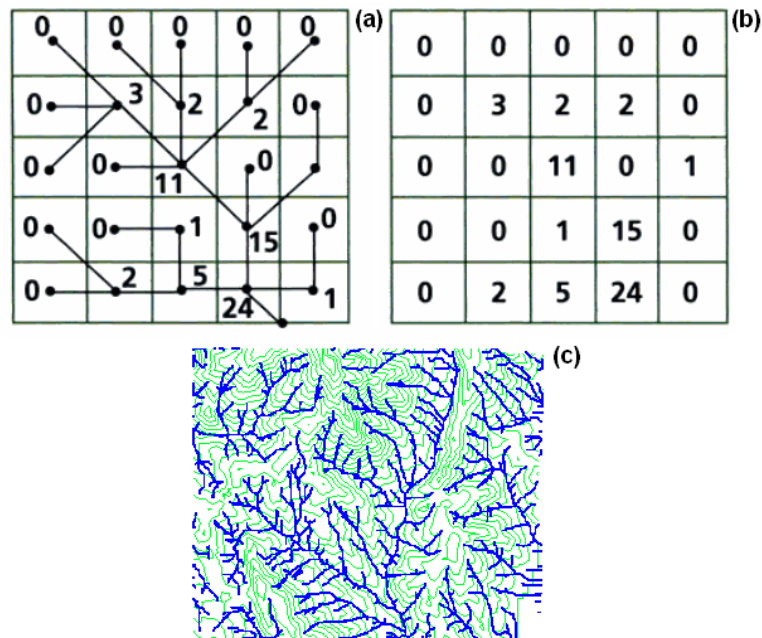 0 0 0 0 0 (a)
0 3 2 2 0
0 0 11 0
0 0 1 15 0
0 2 5 24 1
0 0 0 0 0 (b)
0 3 2 2 0
0 0 11 0 1
0 0 1 15 0
0 2 5 24 0
(c)